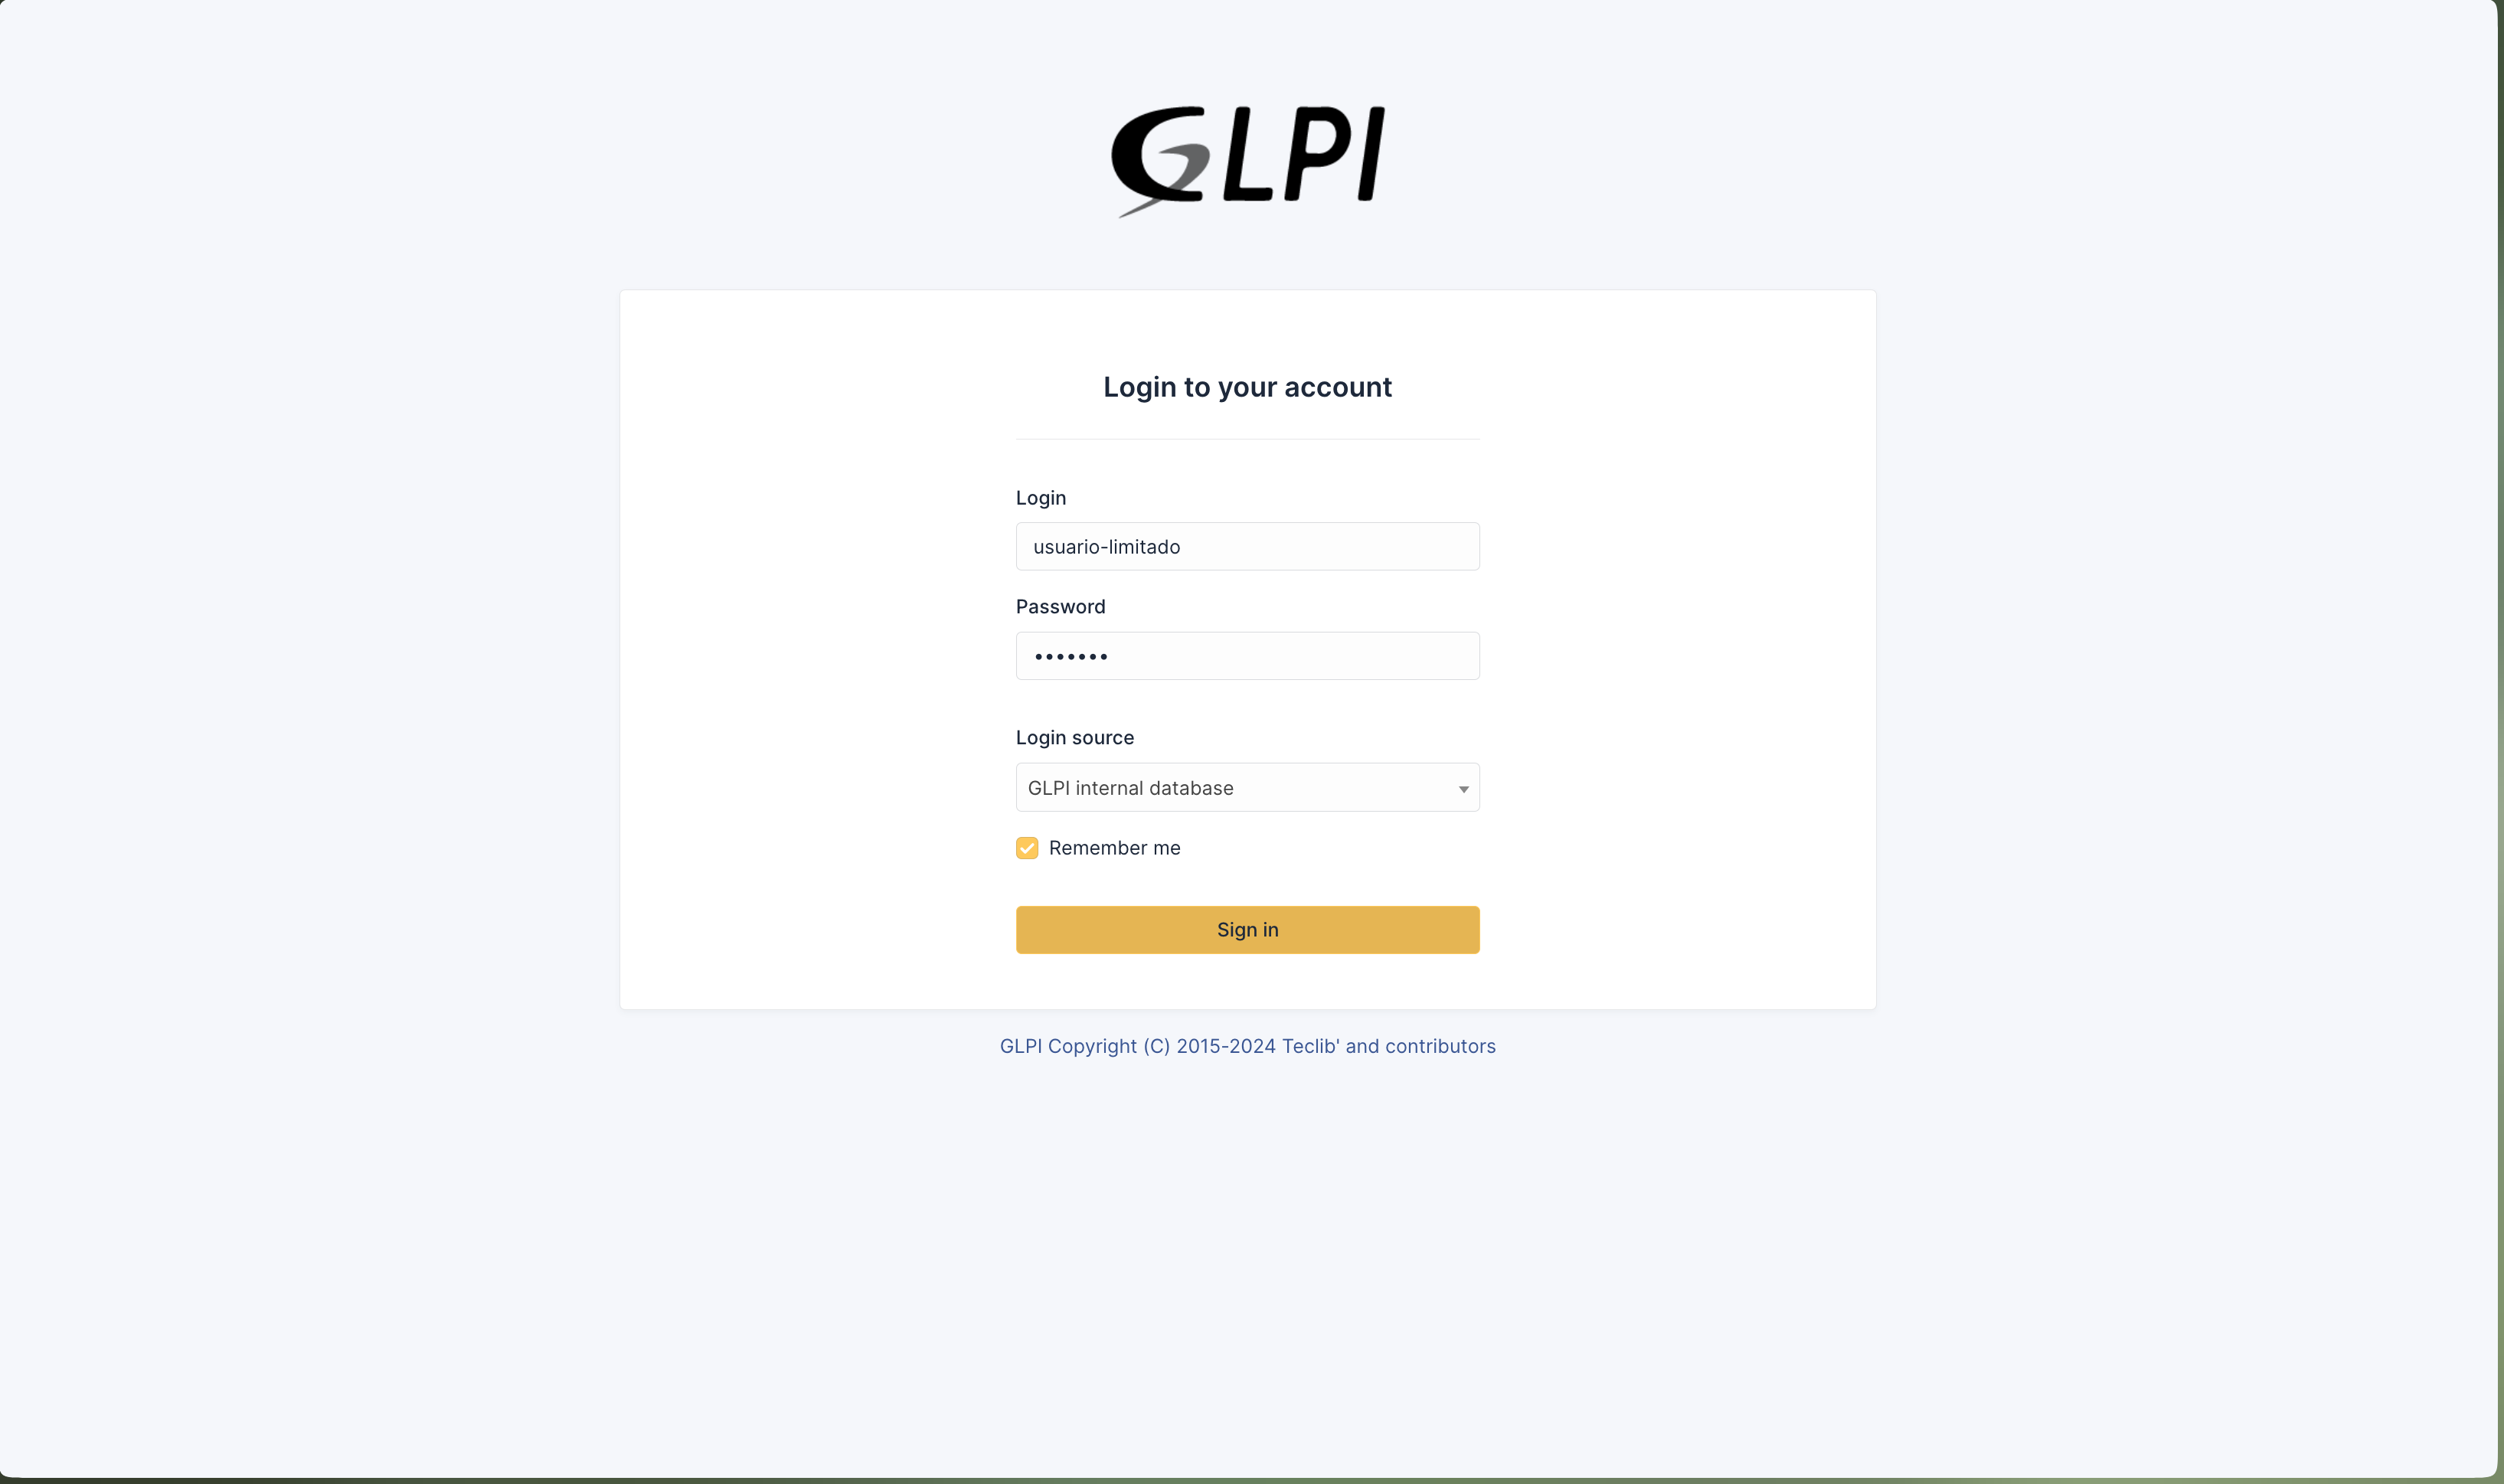 GLPI
Login to your account
Login
usuario-limitado
Password
•••••••
Login source
GLPI internal database
Remember me
Sign in
GLPI Copyright (C) 2015-2024 Teclib' and contributors